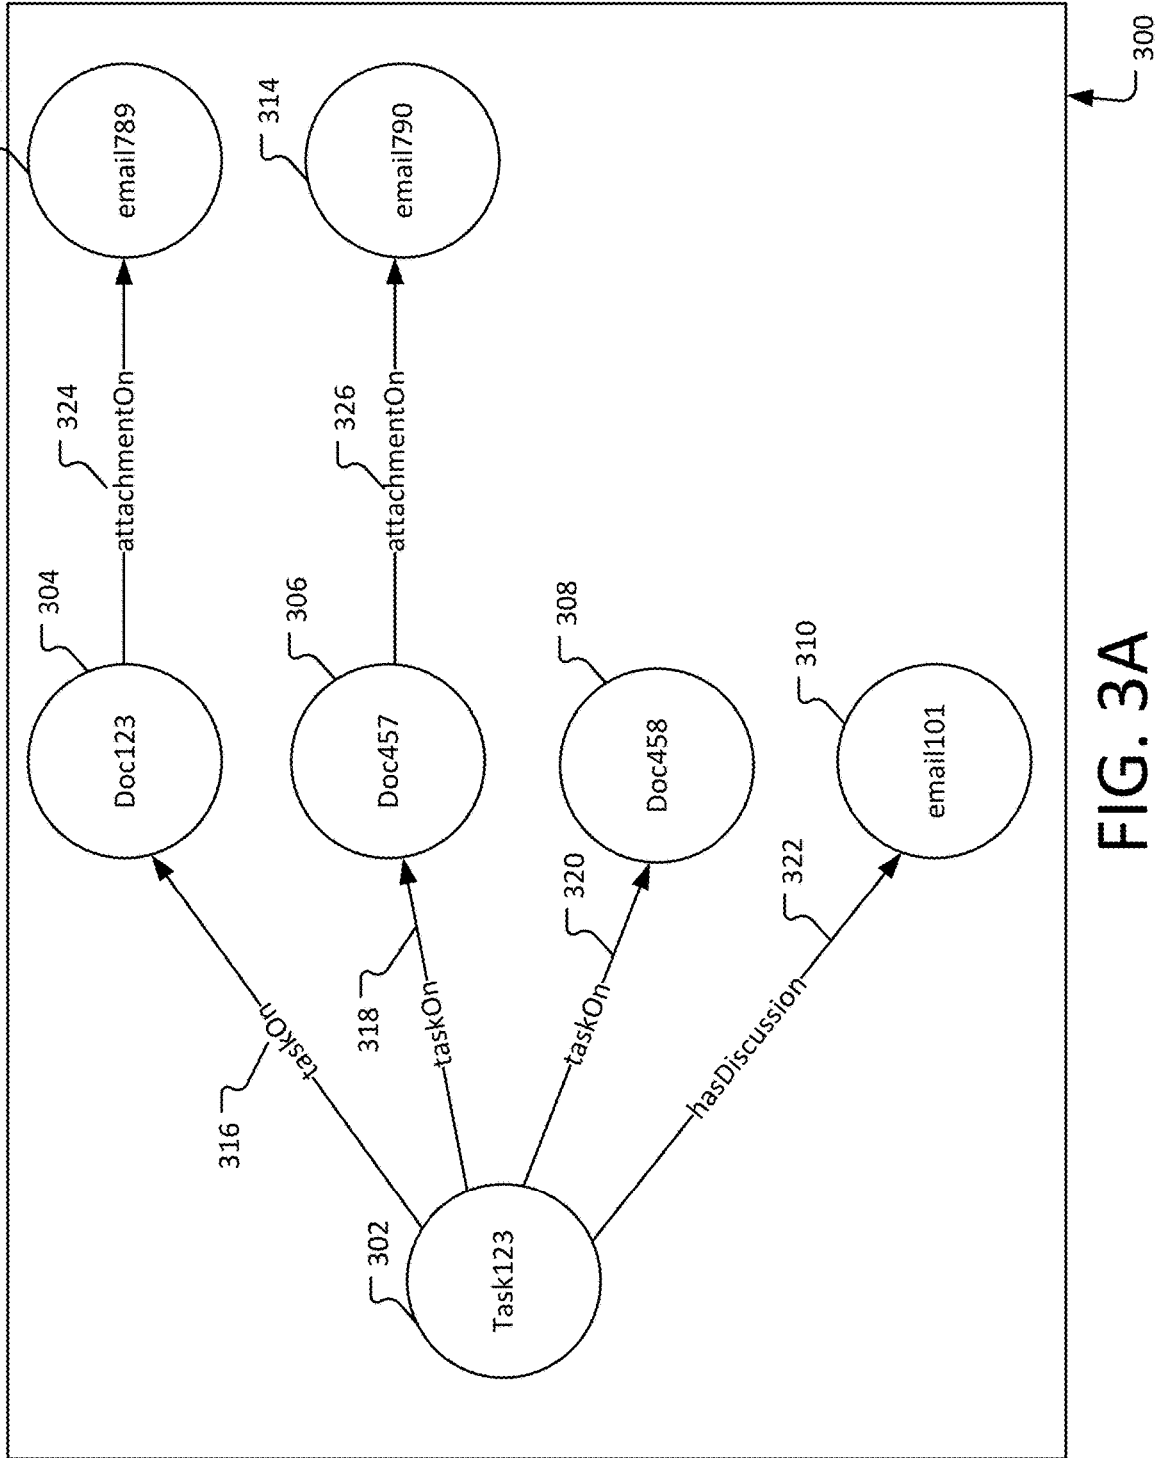 304
324
Doc123
attachmentOn
email789
316
314
taskOn
306
326
318
302
Doc457
attachmentOn
email790
taskOn
Task123
308
320
taskOn
Doc458
hasDiscussion
322
310
email101
300
FIG. 3A